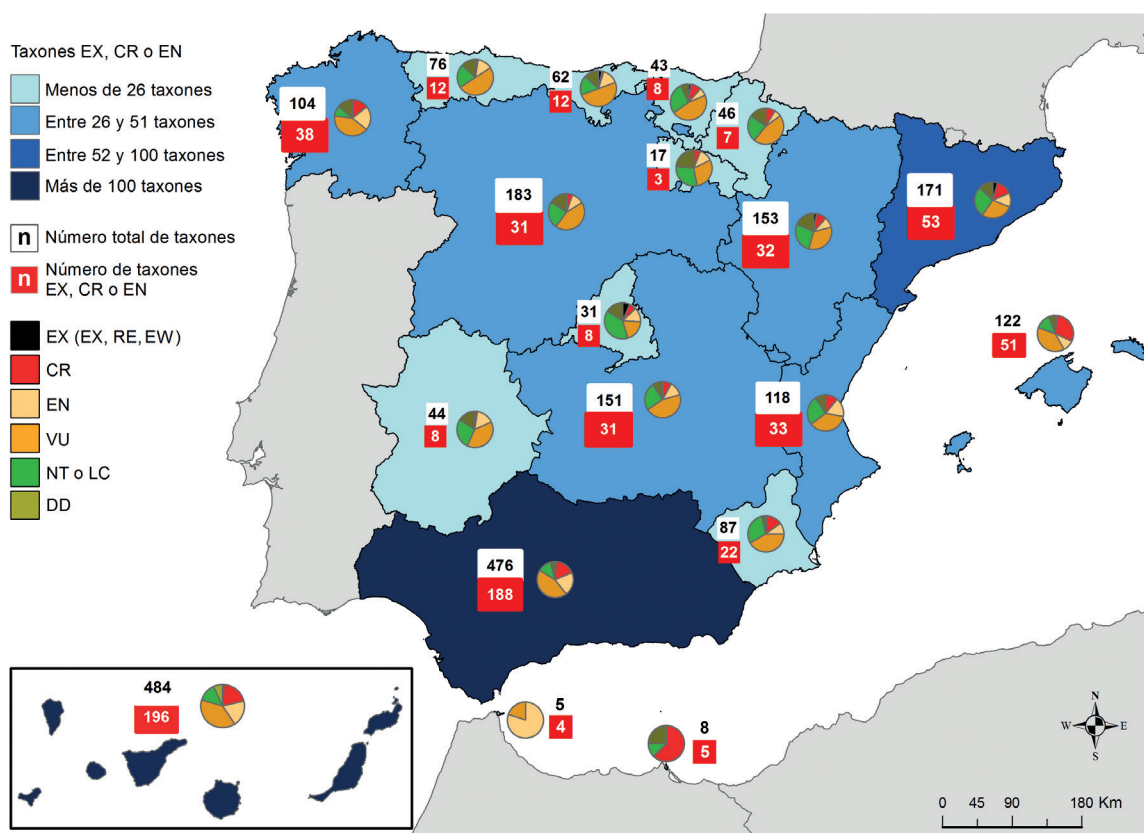 Taxones EX, CR o EN
Menos de 26 taxones
Entre 26 y 51 taxones
Entre 52 y 100 taxones
Más de 100 taxones
n Número total de taxones
n Número de taxones
EX, CR o EN
EX (EX, RE, EW)
CR
EN
VU
NT o LC
DD
104
38
76
12
62
12
43
8
46
7
17
3
183
31
153
32
171
53
31
8
122
51
44
8
151
31
118
33
87
22
476
188
484
196
5
4
8
5
N
W E
S
0 45 90 180 Km